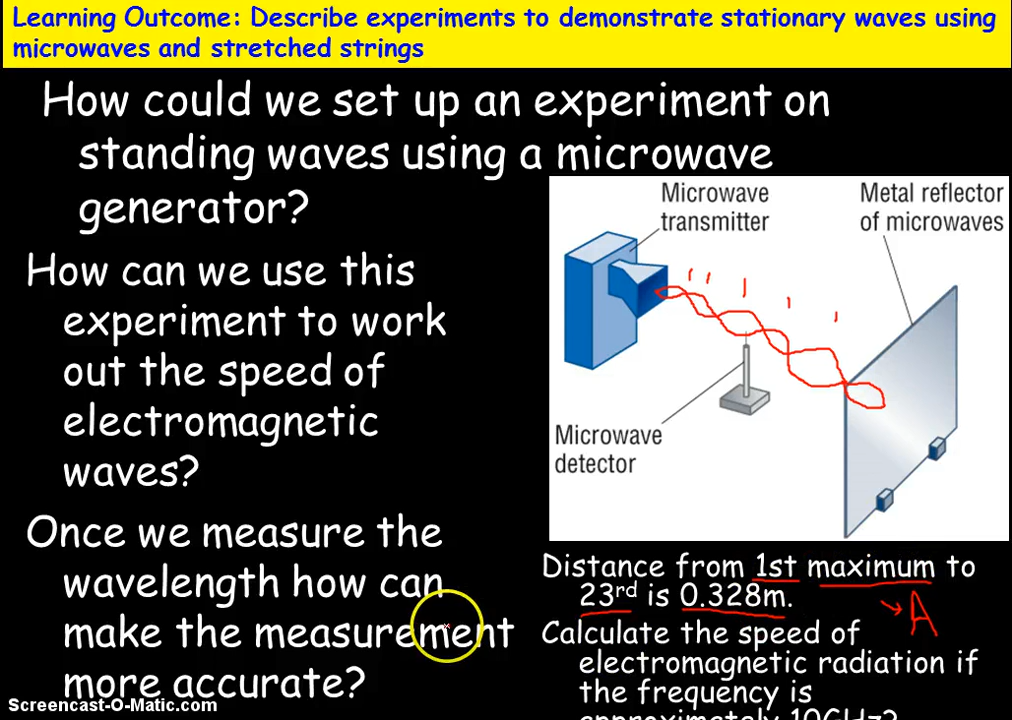 Learning Outcome: Describe experiments to demonstrate stationary waves using
microwaves and stretched strings
How could we set up an experiment on
standing waves using a microwave
generator?
How can we use this
experiment to work
out the speed of
electromagnetic
waves?
Once we measure the
wavelength how can
make the measurement
more accurate?
Microwave
transmitter
Metal reflector
of microwaves
Microwave
detector
Distance from 1st maximum to
23rd is 0.328m.
A
Calculate the speed of
electromagnetic radiation if
the frequency is
approximately 10GHz?
Screencast-O-Matic.com